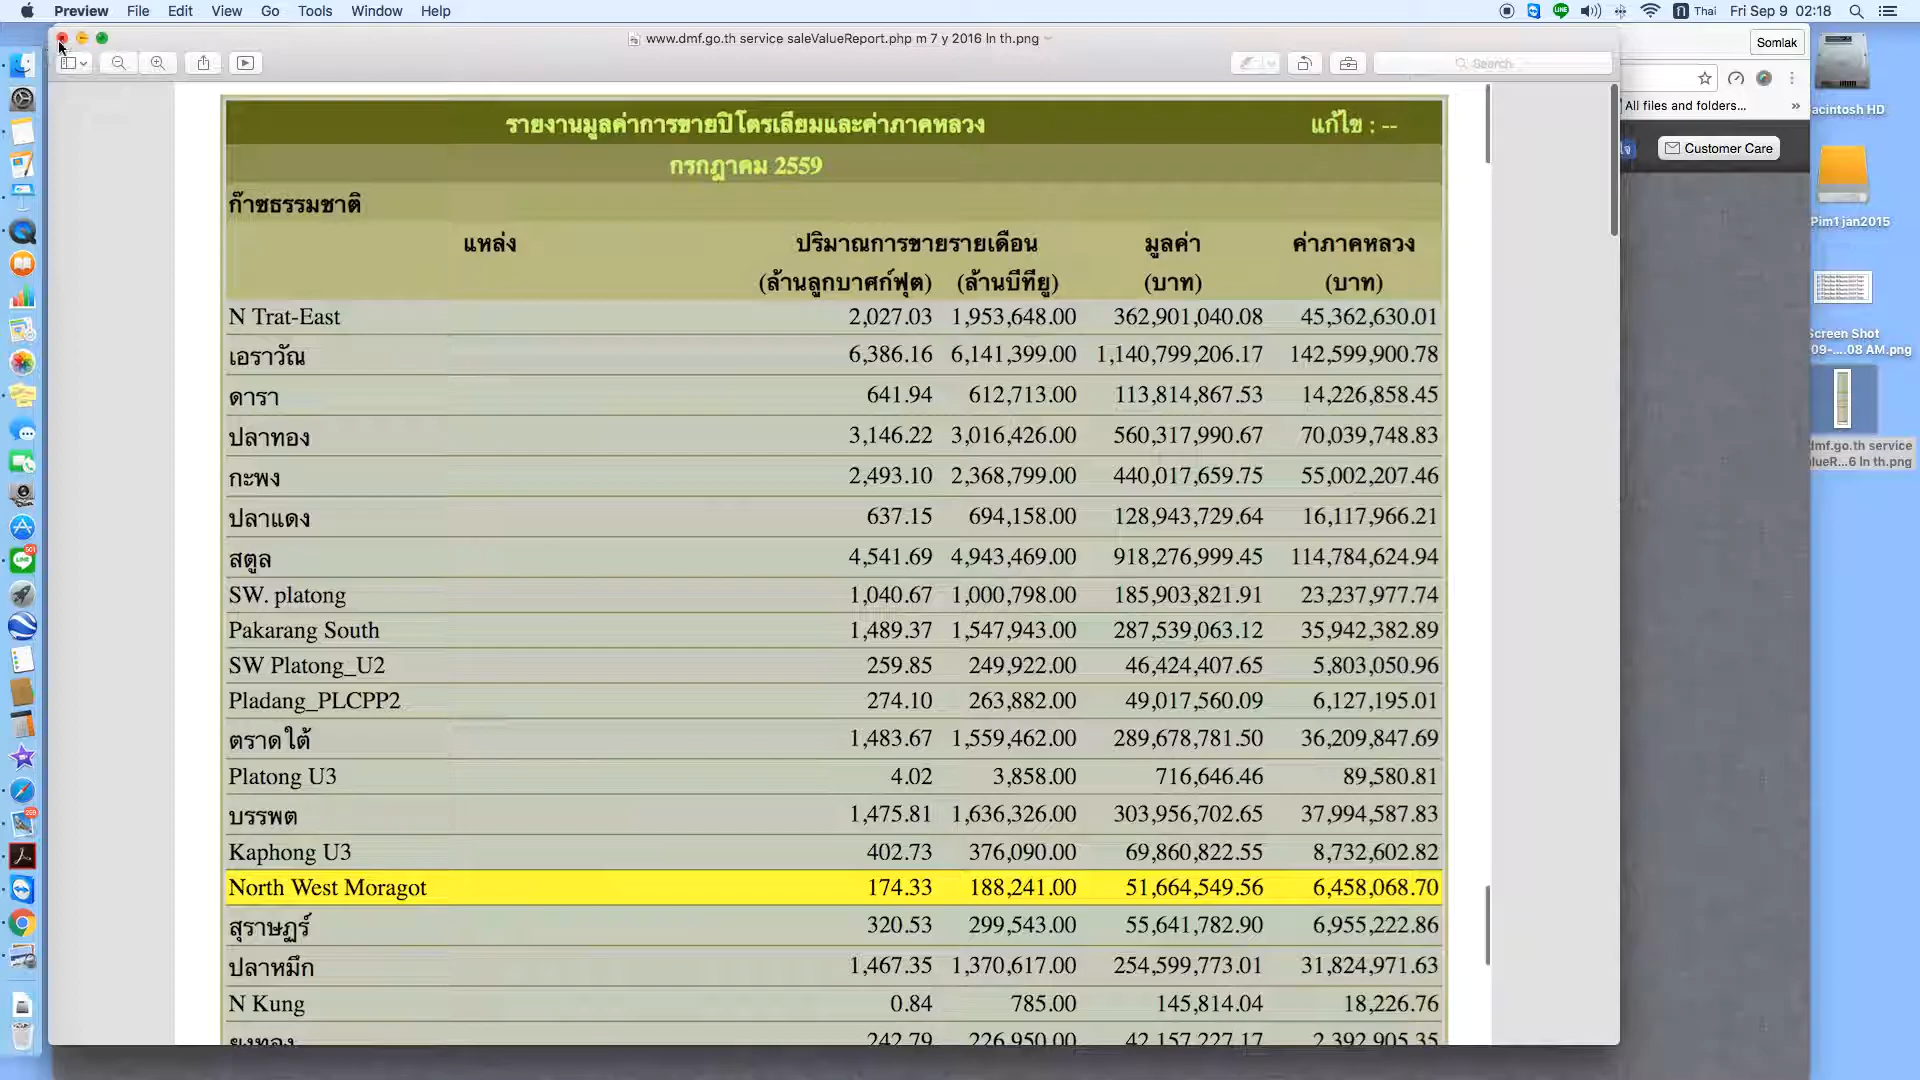 Preview File Edit View Go Tools Window Help
Thai Fri Sep 9 02:18
www.dmf.go.th service saleValueReport.php m 7 y 2016 ln th.png
Search
Somlak
All files and folders...
»
Customer Care
รายงานมูลค่าการขายปิโตรเลียมและค่าภาคหลวง แก้ไข : --
กรกฎาคม 2559
ก๊าซธรรมชาติ
แหล่ง ปริมาณการขายรายเดือน มูลค่า ค่าภาคหลวง
(ล้านลูกบาศก์ฟุต) (ล้านบีทียู) (บาท) (บาท)
N Trat-East 2,027.03 1,953,648.00 362,901,040.08 45,362,630.01
เอราวัณ 6,386.16 6,141,399.00 1,140,799,206.17 142,599,900.78
ดารา 641.94 612,713.00 113,814,867.53 14,226,858.45
ปลาทอง 3,146.22 3,016,426.00 560,317,990.67 70,039,748.83
กะพง 2,493.10 2,368,799.00 440,017,659.75 55,002,207.46
ปลาแดง 637.15 694,158.00 128,943,729.64 16,117,966.21
สตูล 4,541.69 4,943,469.00 918,276,999.45 114,784,624.94
SW. platong 1,040.67 1,000,798.00 185,903,821.91 23,237,977.74
Pakarang South 1,489.37 1,547,943.00 287,539,063.12 35,942,382.89
SW Platong_U2 259.85 249,922.00 46,424,407.65 5,803,050.96
Pladang_PLCPP2 274.10 263,882.00 49,017,560.09 6,127,195.01
ตราดใต้ 1,483.67 1,559,462.00 289,678,781.50 36,209,847.69
Platong U3 4.02 3,858.00 716,646.46 89,580.81
บรรพต 1,475.81 1,636,326.00 303,956,702.65 37,994,587.83
Kaphong U3 402.73 376,090.00 69,860,822.55 8,732,602.82
North West Moragot 174.33 188,241.00 51,664,549.56 6,458,068.70
สุราษฎร์ 320.53 299,543.00 55,641,782.90 6,955,222.86
ปลาหมึก 1,467.35 1,370,617.00 254,599,773.01 31,824,971.63
N Kung 0.84 785.00 145,814.04 18,226.76
ยูงทอง 242.79 226,950.00 42,157,227.17 2,392,905.35
acintosh HD
Pim1 jan2015
Screen Shot
09-....08 AM.png
dmf.go.th service
lueR...6 ln th.png